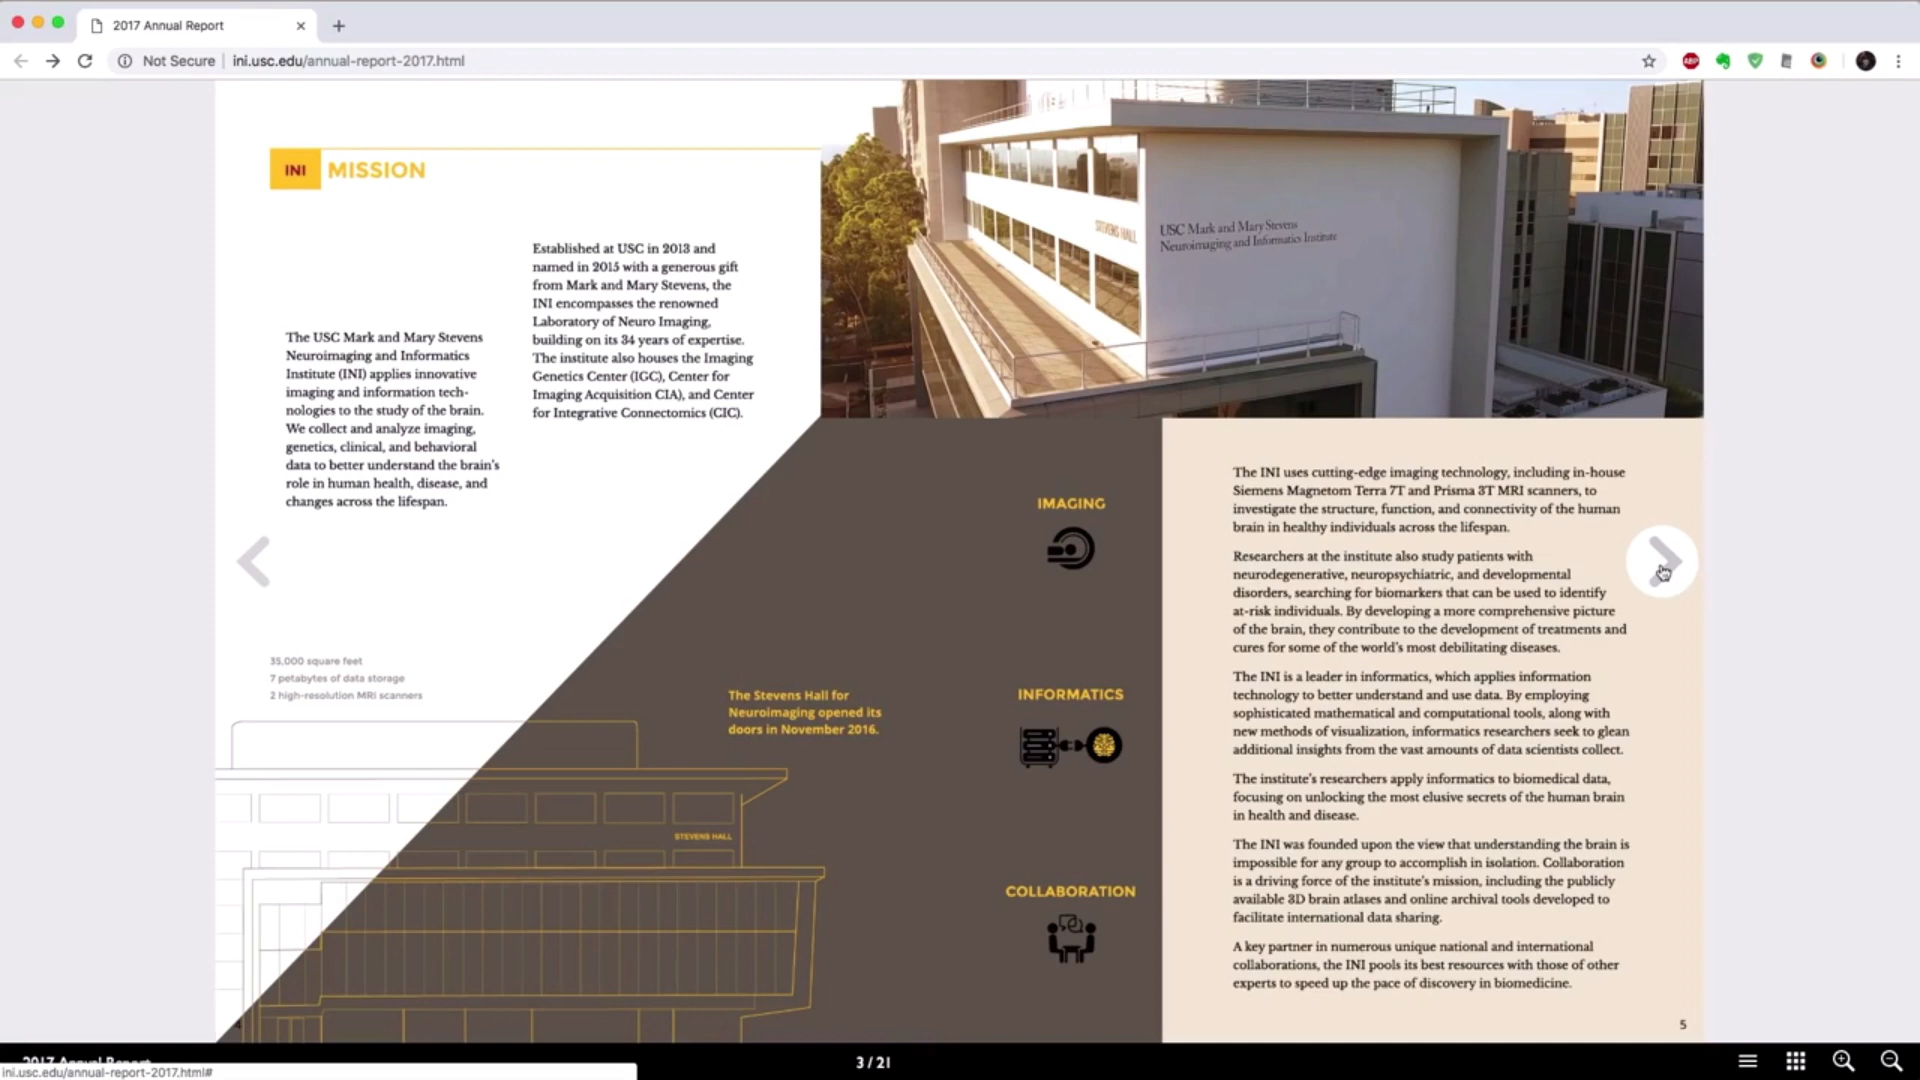 2017 Annual Report
Not Secure | ini.usc.edu/annual-report-2017.html
ABP
INI MISSION
The USC Mark and Mary Stevens
Neuroimaging and Informatics
Institute (INI) applies innovative
imaging and information tech-
nologies to the study of the brain.
We collect and analyze imaging,
genetics, clinical, and behavioral
data to better understand the brain's
role in human health, disease, and
changes across the lifespan.
Established at USC in 2013 and
named in 2015 with a generous gift
from Mark and Mary Stevens, the
INI encompasses the renowned
Laboratory of Neuro Imaging,
building on its 34 years of expertise.
The institute also houses the Imaging
Genetics Center (IGC), Center for
Imaging Acquisition CIA), and Center
for Integrative Connectomics (CIC).
STEVENS HALL
USC Mark and Mary Stevens
Neuroimaging and Informatics Institute
35,000 square feet
7 petabytes of data storage
2 high-resolution MRI scanners
The Stevens Hall for
Neuroimaging opened its
doors in November 2016.
STEVENS HALL
4
IMAGING
INFORMATICS
COLLABORATION
The INI uses cutting-edge imaging technology, including in-house
Siemens Magnetom Terra 7T and Prisma 3T MRI scanners, to
investigate the structure, function, and connectivity of the human
brain in healthy individuals across the lifespan.
Researchers at the institute also study patients with
neurodegenerative, neuropsychiatric, and developmental
disorders, searching for biomarkers that can be used to identify
at-risk individuals. By developing a more comprehensive picture
of the brain, they contribute to the development of treatments and
cures for some of the world's most debilitating diseases.
The INI is a leader in informatics, which applies information
technology to better understand and use data. By employing
sophisticated mathematical and computational tools, along with
new methods of visualization, informatics researchers seek to glean
additional insights from the vast amounts of data scientists collect.
The institute's researchers apply informatics to biomedical data,
focusing on unlocking the most elusive secrets of the human brain
in health and disease.
The INI was founded upon the view that understanding the brain is
impossible for any group to accomplish in isolation. Collaboration
is a driving force of the institute's mission, including the publicly
available 3D brain atlases and online archival tools developed to
facilitate international data sharing.
A key partner in numerous unique national and international
collaborations, the INI pools its best resources with those of other
experts to speed up the pace of discovery in biomedicine.
5
2017 Annual Report
3 / 21
ini.usc.edu/annual-report-2017.html#